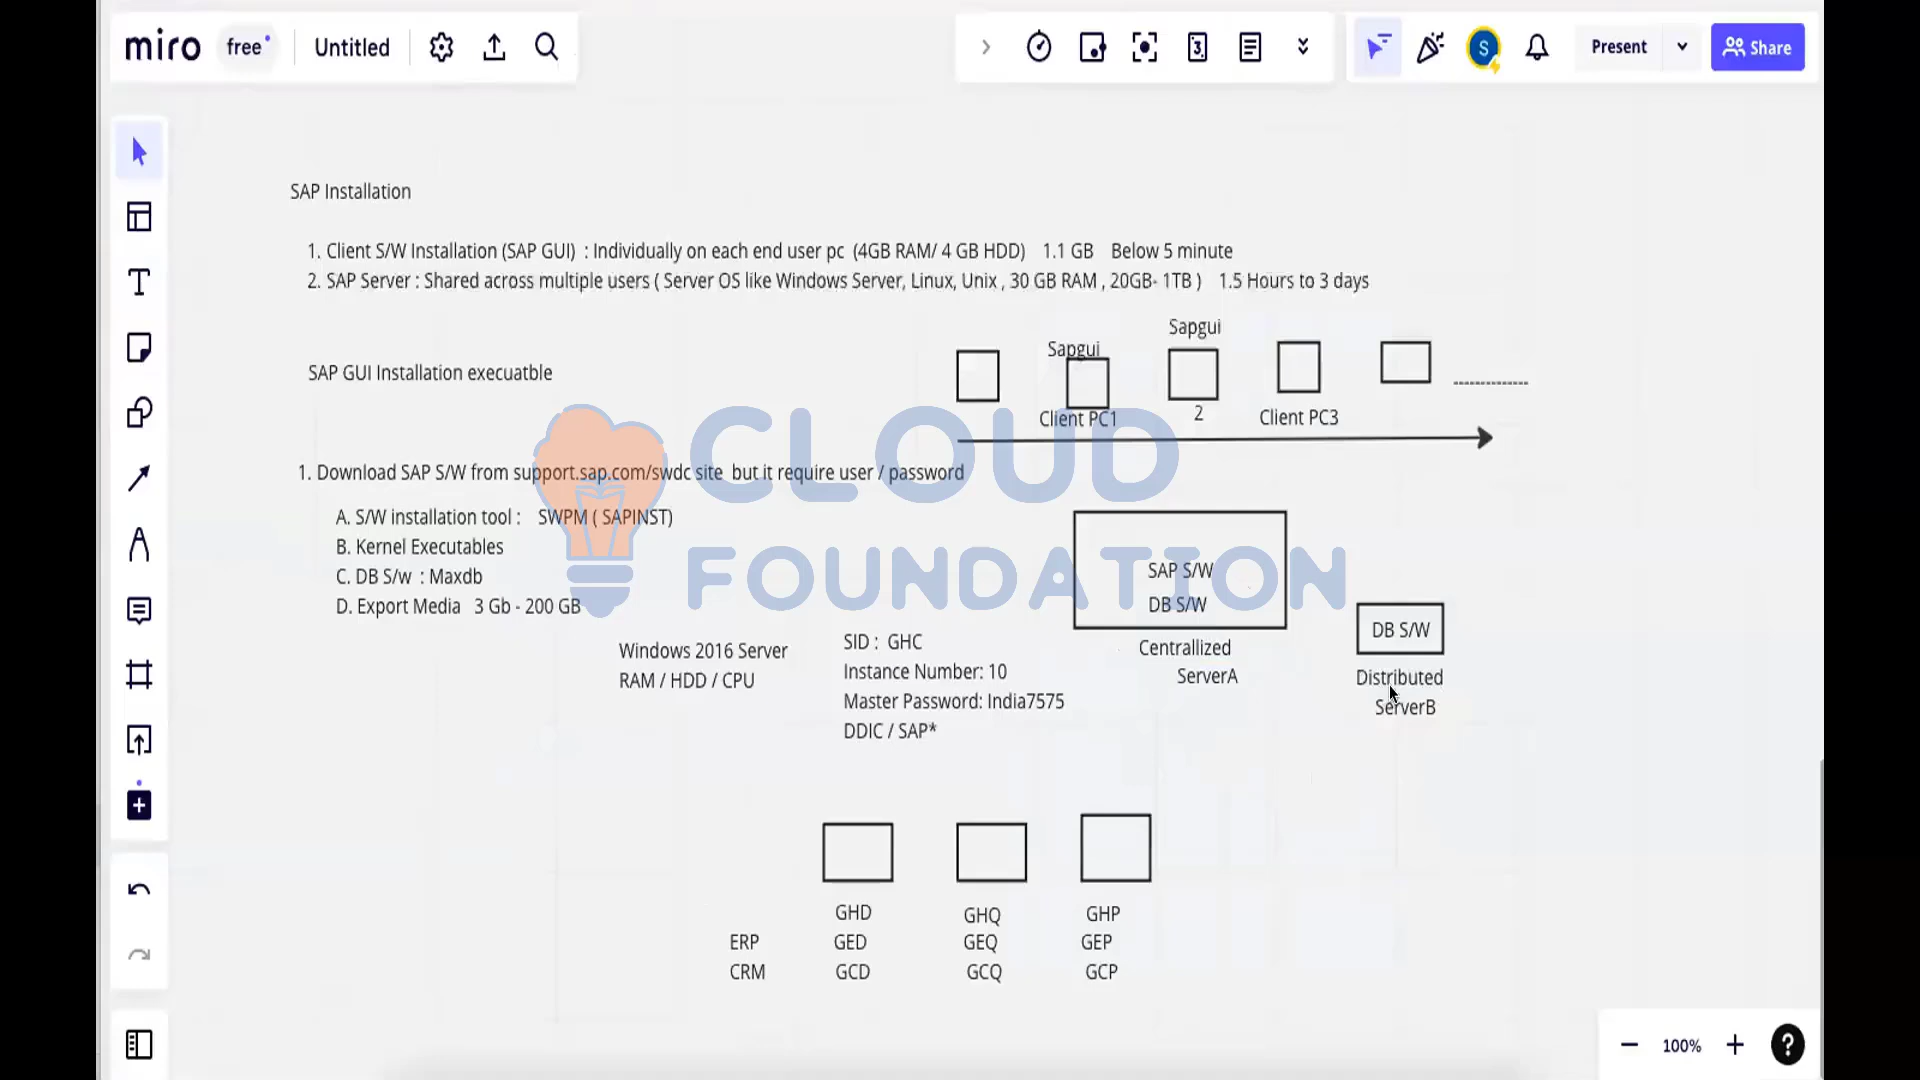 miro free Untitled
Present Share
S
3
SAP Installation
1. Client S/W Installation (SAP GUI) : Individually on each end user pc (4GB RAM/ 4 GB HDD) 1.1 GB Below 5 minute
2. SAP Server : Shared across multiple users ( Server OS like Windows Server, Linux, Unix , 30 GB RAM , 20GB- 1TB ) 1.5 Hours to 3 days
Sapgui
Sapgui
SAP GUI Installation execuatble
Client PC1
2
Client PC3
CLOUD
FOUNDATION
1. Download SAP S/W from support.sap.com/swdc site but it require user / password
A. S/W installation tool : SWPM ( SAPINST)
B. Kernel Executables
C. DB S/w : Maxdb
D. Export Media 3 Gb - 200 GB
SAP S/W
DB S/W
Centrallized
ServerA
DB S/W
Distributed
ServerB
Windows 2016 Server
RAM / HDD / CPU
SID : GHC
Instance Number: 10
Master Password: India7575
DDIC / SAP*
GHD GHQ GHP
ERP GED GEQ GEP
CRM GCD GCQ GCP
100%
?